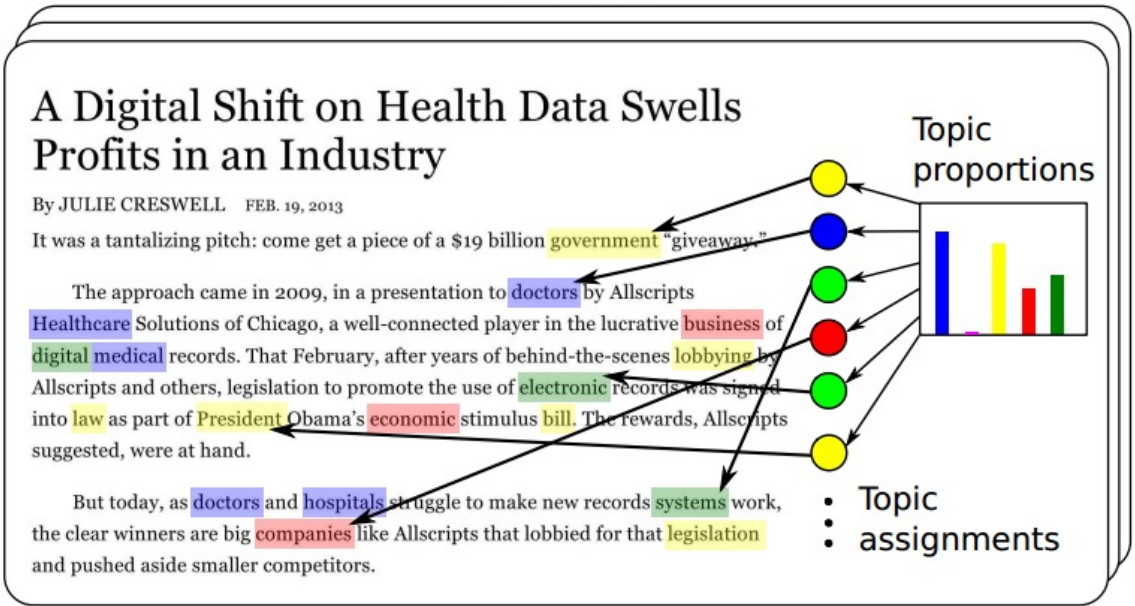 A Digital Shift on Health Data Swells
Profits in an Industry
By JULIE CRESWELL FEB. 19, 2013
It was a tantalizing pitch: come get a piece of a $19 billion government “giveaway.”
The approach came in 2009, in a presentation to doctors by Allscripts
Healthcare Solutions of Chicago, a well-connected player in the lucrative business of
digital medical records. That February, after years of behind-the-scenes lobbying by
Allscripts and others, legislation to promote the use of electronic records was signed
into law as part of President Obama’s economic stimulus bill. The rewards, Allscripts
suggested, were at hand.
But today, as doctors and hospitals struggle to make new records systems work,
the clear winners are big companies like Allscripts that lobbied for that legislation
and pushed aside smaller competitors.
Topic
proportions
Topic
assignments